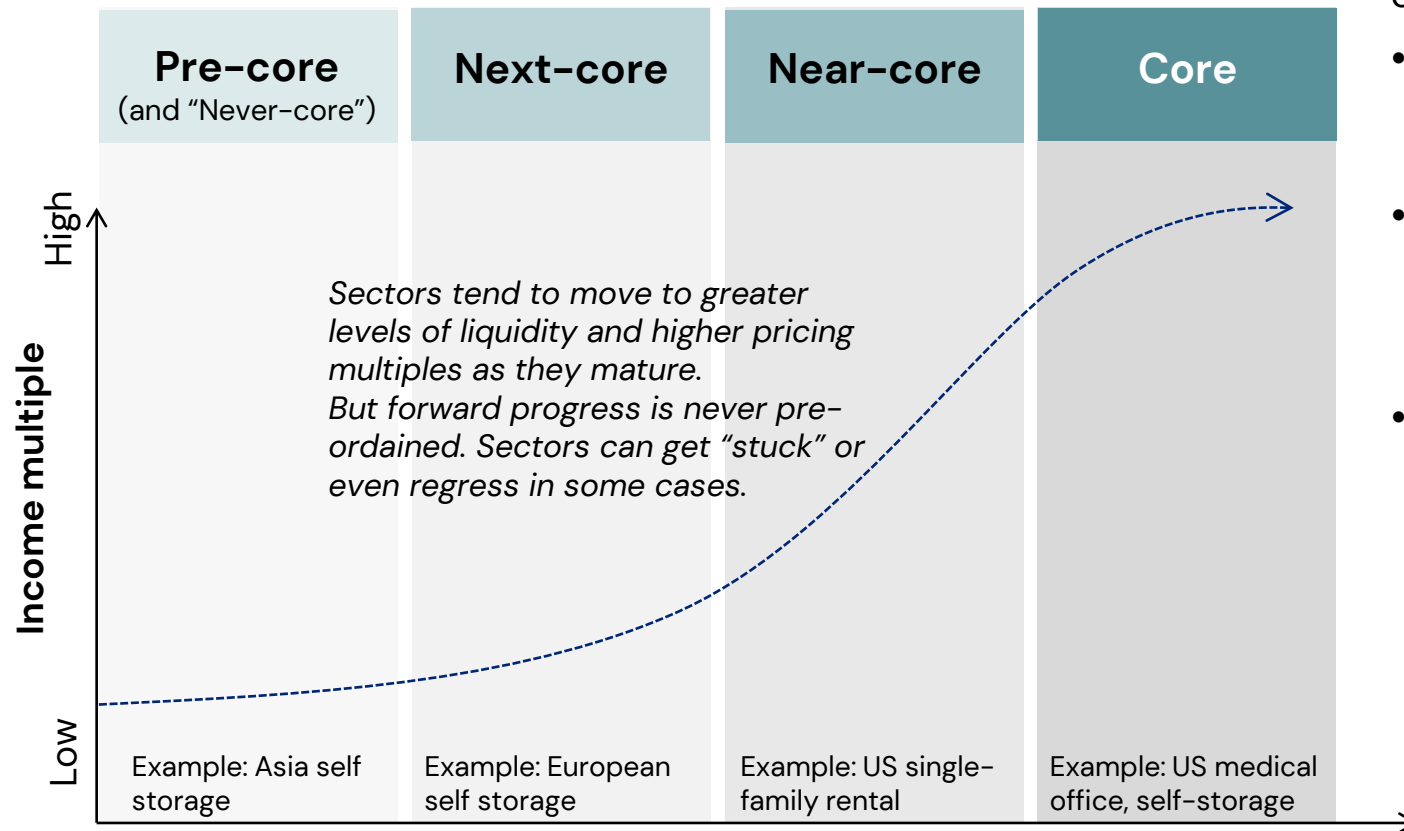 Pre-core
(and “Never-core”)
Next-core
Near-core
Core
High
Income multiple
Low
Sectors tend to move to greater
levels of liquidity and higher pricing
multiples as they mature.
But forward progress is never pre-
ordained. Sectors can get “stuck” or
even regress in some cases.
Example: Asia self
storage
Example: European
self storage
Example: US single-
family rental
Example: US medical
office, self-storage